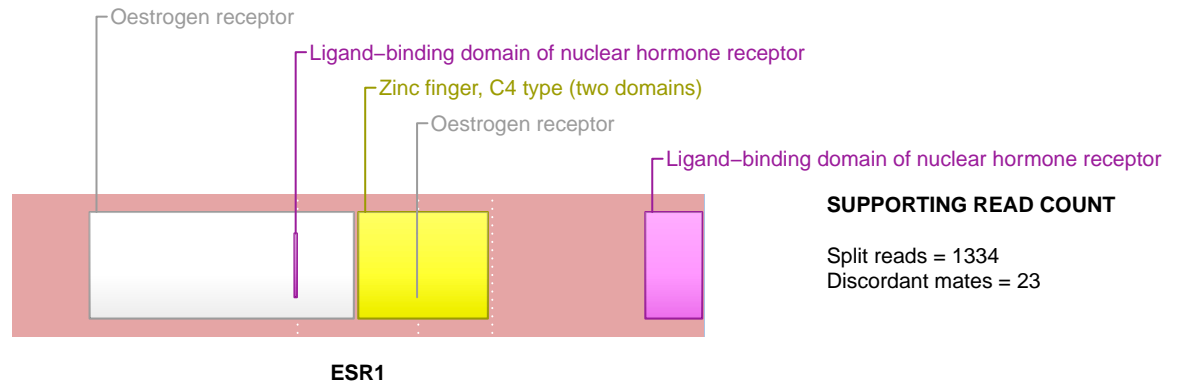 Oestrogen receptor
Ligand−binding domain of nuclear hormone receptor
Zinc finger, C4 type (two domains)
Oestrogen receptor
Ligand−binding domain of nuclear hormone receptor
SUPPORTING READ COUNT
Split reads = 1334
Discordant mates = 23
ESR1